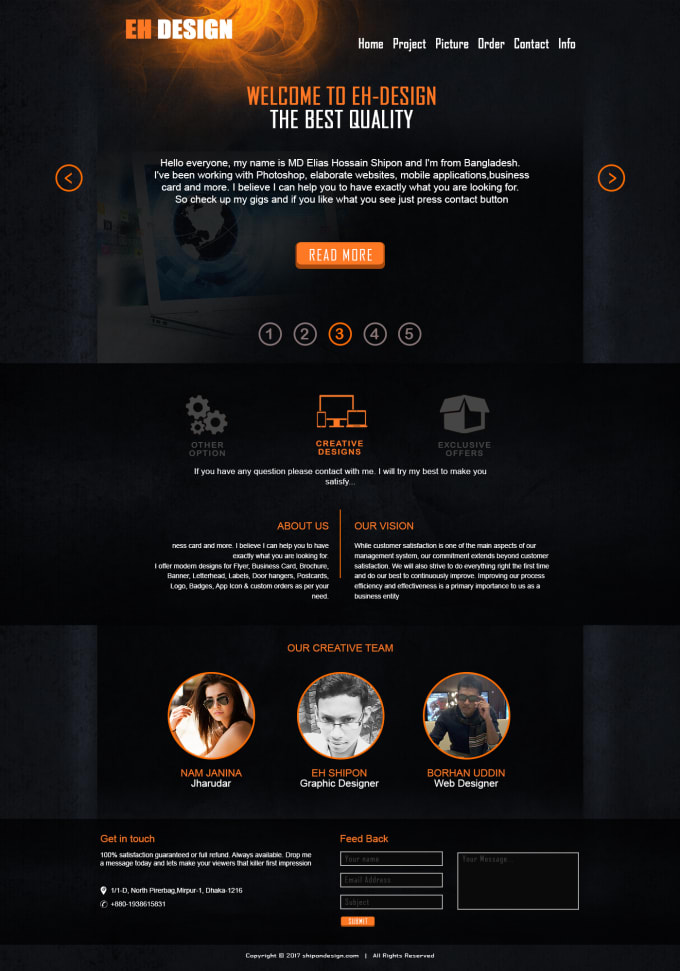 EH DESIGN
Home Project Picture Order Contact Info
WELCOME TO EH-DESIGN
THE BEST QUALITY
Hello everyone, my name is MD Elias Hossain Shipon and I'm from Bangladesh.
I've been working with Photoshop, elaborate websites, mobile applications,business
card and more. I believe I can help you to have exactly what you are looking for.
So check up my gigs and if you like what you see just press contact button
READ MORE
1 2 3 4 5
OTHER
OPTION
CREATIVE
DESIGNS
EXCLUSIVE
OFFERS
If you have any question please contact with me. I will try my best to make you
satisfy...
ABOUT US
ness card and more. I believe I can help you to have
exactly what you are looking for.
I offer modern designs for Flyer, Business Card, Brochure,
Banner, Letterhead, Labels, Door hangers, Postcards,
Logo, Badges, App Icon & custom orders as per your
need.
OUR VISION
While customer satisfaction is one of the main aspects of our
management system, our commitment extends beyond customer
satisfaction. We will also strive to do everything right the first time
and do our best to continuously improve. Improving our process
efficiency and effectiveness is a primary importance to us as a
business entity
OUR CREATIVE TEAM
NAM JANINA
Jharudar
EH SHIPON
Graphic Designer
BORHAN UDDIN
Web Designer
Get in touch
100% satisfaction guaranteed or full refund. Always available. Drop me
a message today and lets make your viewers that killer first impression
1/1-D, North Pirerbag,Mirpur-1, Dhaka-1216
+880-1938615831
Feed Back
Your name
Email Address
Subject
Your Message..
SUBMIT
Copyright © 2017 shipondesign.com | All Rights Reserved